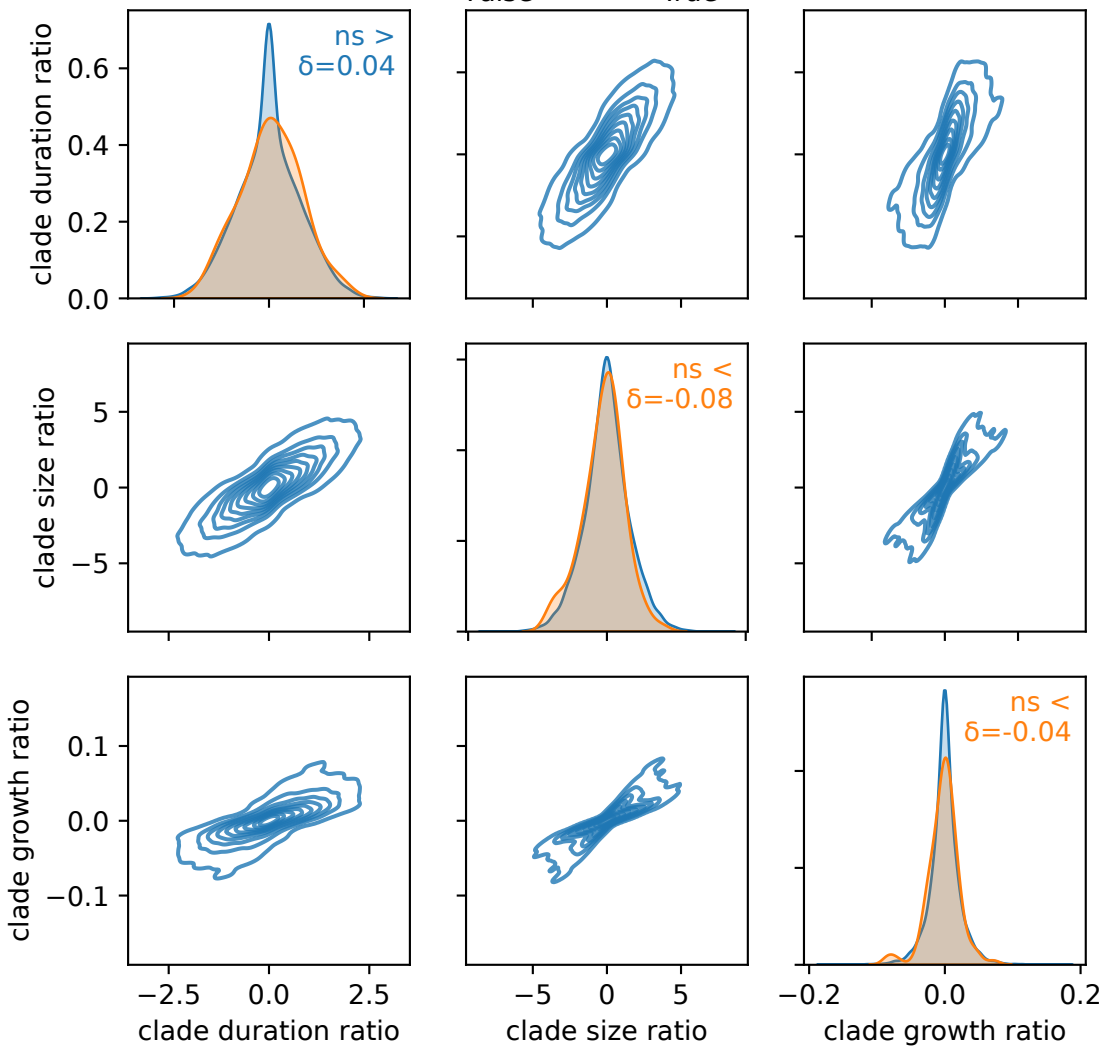 clade duration ratio
0.6
0.4
0.2
0.0
ns >
δ=0.04
clade size ratio
5
0
−5
ns <
δ=-0.08
clade growth ratio
0.1
0.0
−0.1
ns <
δ=-0.04
−2.5 0.0 2.5
clade duration ratio
−5 0 5
clade size ratio
−0.2 0.0 0.2
clade growth ratio